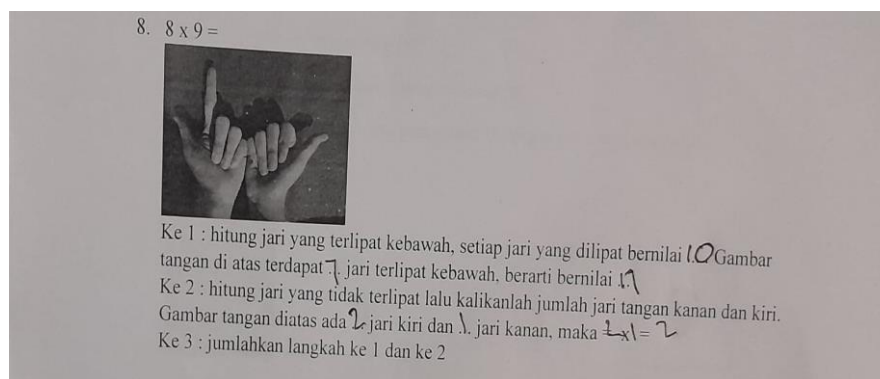 8. 8 x 9 =
Ke 1 : hitung jari yang terlipat kebawah, setiap jari yang dilipat bernilai 10 Gambar
tangan di atas terdapat 7 jari terlipat kebawah, berarti bernilai
Ke 2 : hitung jari yang tidak terlipat lalu kalikanlah jumlah jari tangan kanan dan kiri.
Gambar tangan diatas ada 2 jari kiri dan 1 jari kanan, maka 2x1 = 2
Ke 3 : jumlahkan langkah ke 1 dan ke 2